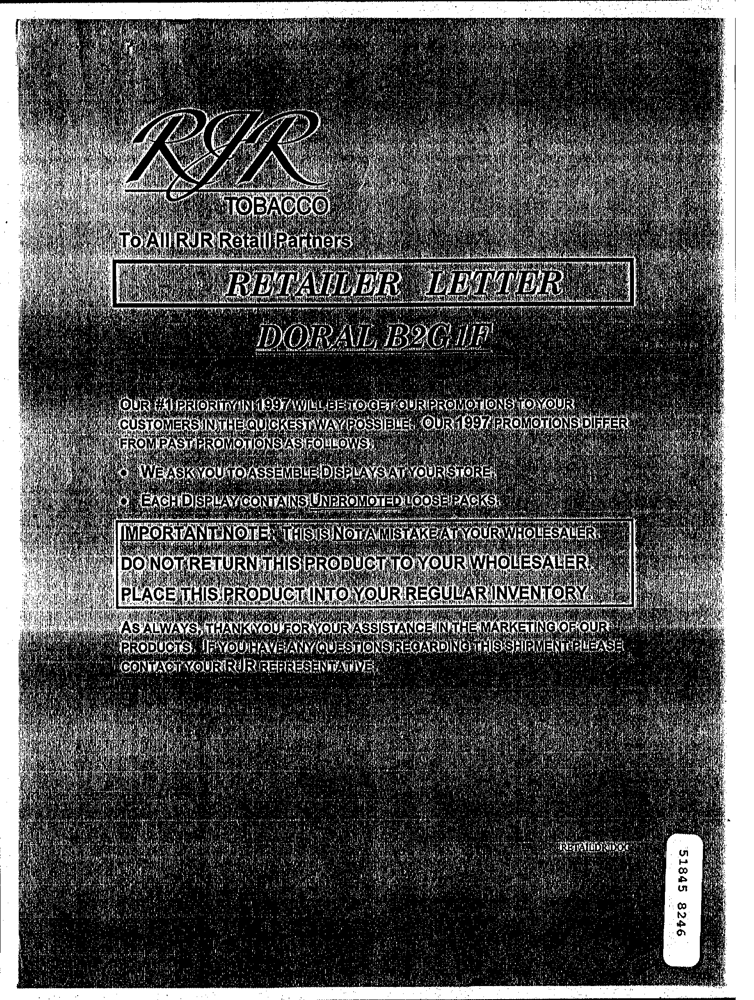 RJR
TOBACCO
To All RJR Retail Partners
RETAILER LETTER
DORAL B2G1F
OUR #1 PRIORITY IN 1997 WILL BE TO GET OUR PROMOTIONS TO YOUR
CUSTOMERS IN THE QUICKEST WAY POSSIBLE. OUR 1997 PROMOTIONS DIFFER
FROM PAST PROMOTIONS AS FOLLOWS:
• WE ASK YOU TO ASSEMBLE DISPLAYS AT YOUR STORE.
• EACH DISPLAY CONTAINS UNPROMOTED LOOSE PACKS.
IMPORTANT NOTE: THIS IS NOT A MISTAKE AT YOUR WHOLESALER.
DO NOT RETURN THIS PRODUCT TO YOUR WHOLESALER.
PLACE THIS PRODUCT INTO YOUR REGULAR INVENTORY.
AS ALWAYS, THANK YOU FOR YOUR ASSISTANCE IN THE MARKETING OF OUR
PRODUCTS. IF YOU HAVE ANY QUESTIONS REGARDING THIS SHIPMENT PLEASE
CONTACT YOUR RJR REPRESENTATIVE.
51845 8246